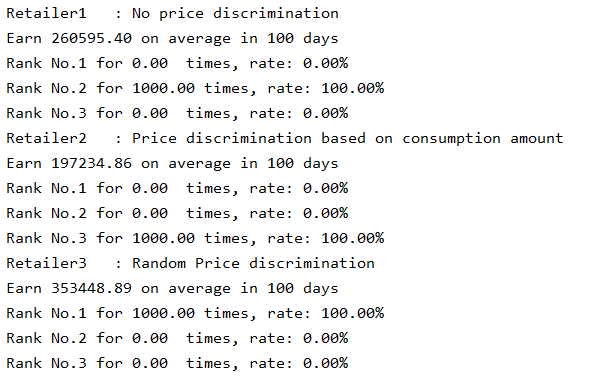 Retailer1   : No price discrimination
Earn 260595.40 on average in 100 days
Rank No.1 for 0.00  times, rate: 0.00%
Rank No.2 for 1000.00 times, rate: 100.00%
Rank No.3 for 0.00  times, rate: 0.00%
Retailer2   : Price discrimination based on consumption amount
Earn 197234.86 on average in 100 days
Rank No.1 for 0.00  times, rate: 0.00%
Rank No.2 for 0.00  times, rate: 0.00%
Rank No.3 for 1000.00 times, rate: 100.00%
Retailer3   : Random Price discrimination
Earn 353448.89 on average in 100 days
Rank No.1 for 1000.00 times, rate: 100.00%
Rank No.2 for 0.00  times, rate: 0.00%
Rank No.3 for 0.00  times, rate: 0.00%